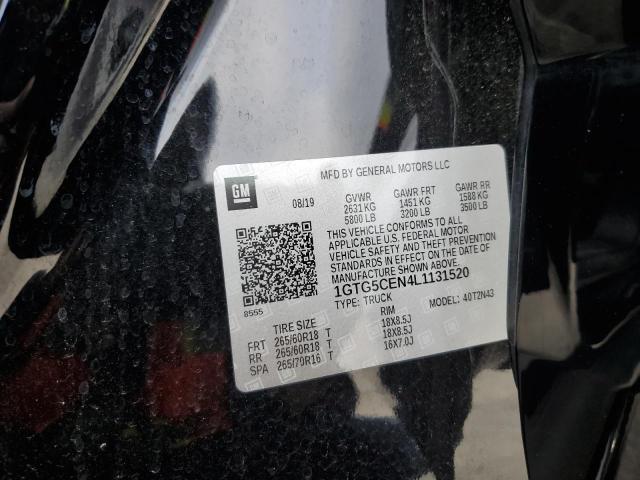 MFD BY GENERAL MOTORS LLC
GM
08/19
GVWR GAWR FRT GAWR RR
2631 KG 1451 KG 1588 KG
5800 LB 3200 LB 3500 LB
THIS VEHICLE CONFORMS TO ALL
APPLICABLE U.S. FEDERAL MOTOR
VEHICLE SAFETY AND THEFT PREVENTION
STANDARDS IN EFFECT ON THE DATE OF
MANUFACTURE SHOWN ABOVE.
1GTG5CEN4L1131520
8555
TYPE: TRUCK MODEL: 40T2N43
TIRE SIZE RIM
FRT 265/60R18 T 18X8.5J
RR 265/60R18 T 18X8.5J
SPA 265/70R16 T 16X7.0J